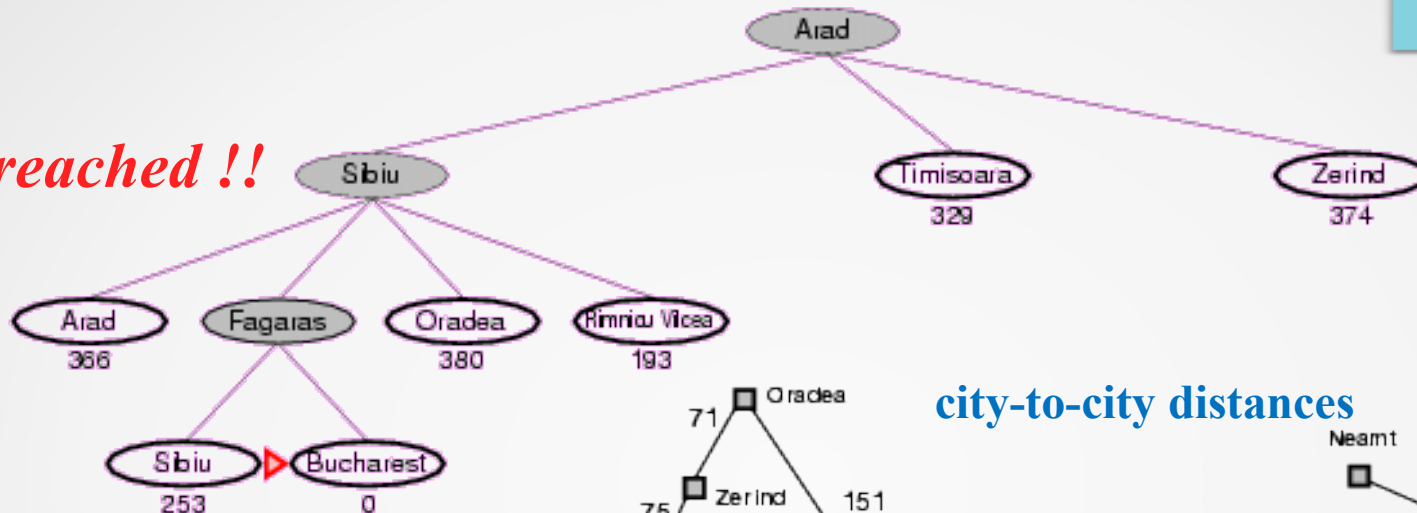 Arad
reached !!
Sibiu
Timisoara
Zerind
329
374
Arad
Fagaras
Oradea
Rimnicu Vilcea
366
380
193
Oradea
71
city-to-city distances
Neamt
Sibiu
Bucharest
Zerind
151
75
253
0